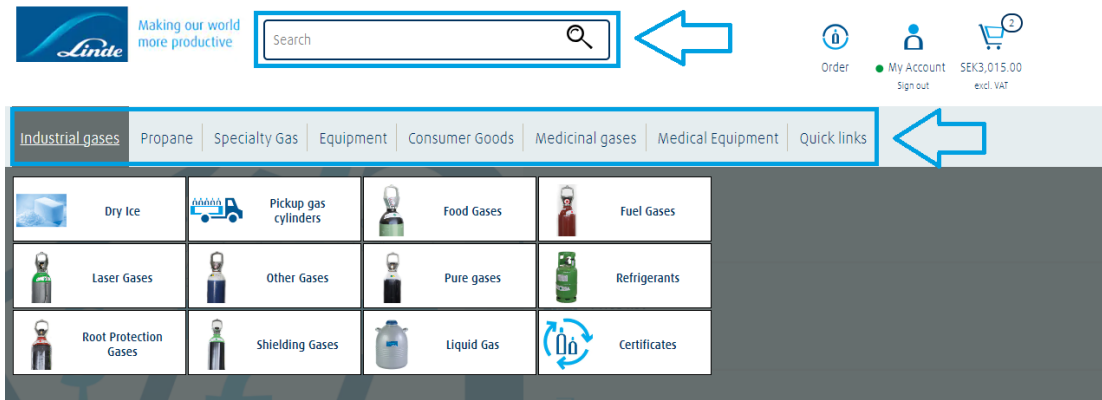 Linde
Making our world
more productive
Search
Order
My Account
Sign out
2
SEK3,015.00
excl. VAT
Industrial gases
Propane
Specialty Gas
Equipment
Consumer Goods
Medicinal gases
Medical Equipment
Quick links
Dry Ice
Pickup gas
cylinders
Food Gases
Fuel Gases
Laser Gases
Other Gases
Pure gases
Refrigerants
Root Protection
Gases
Shielding Gases
Liquid Gas
Certificates